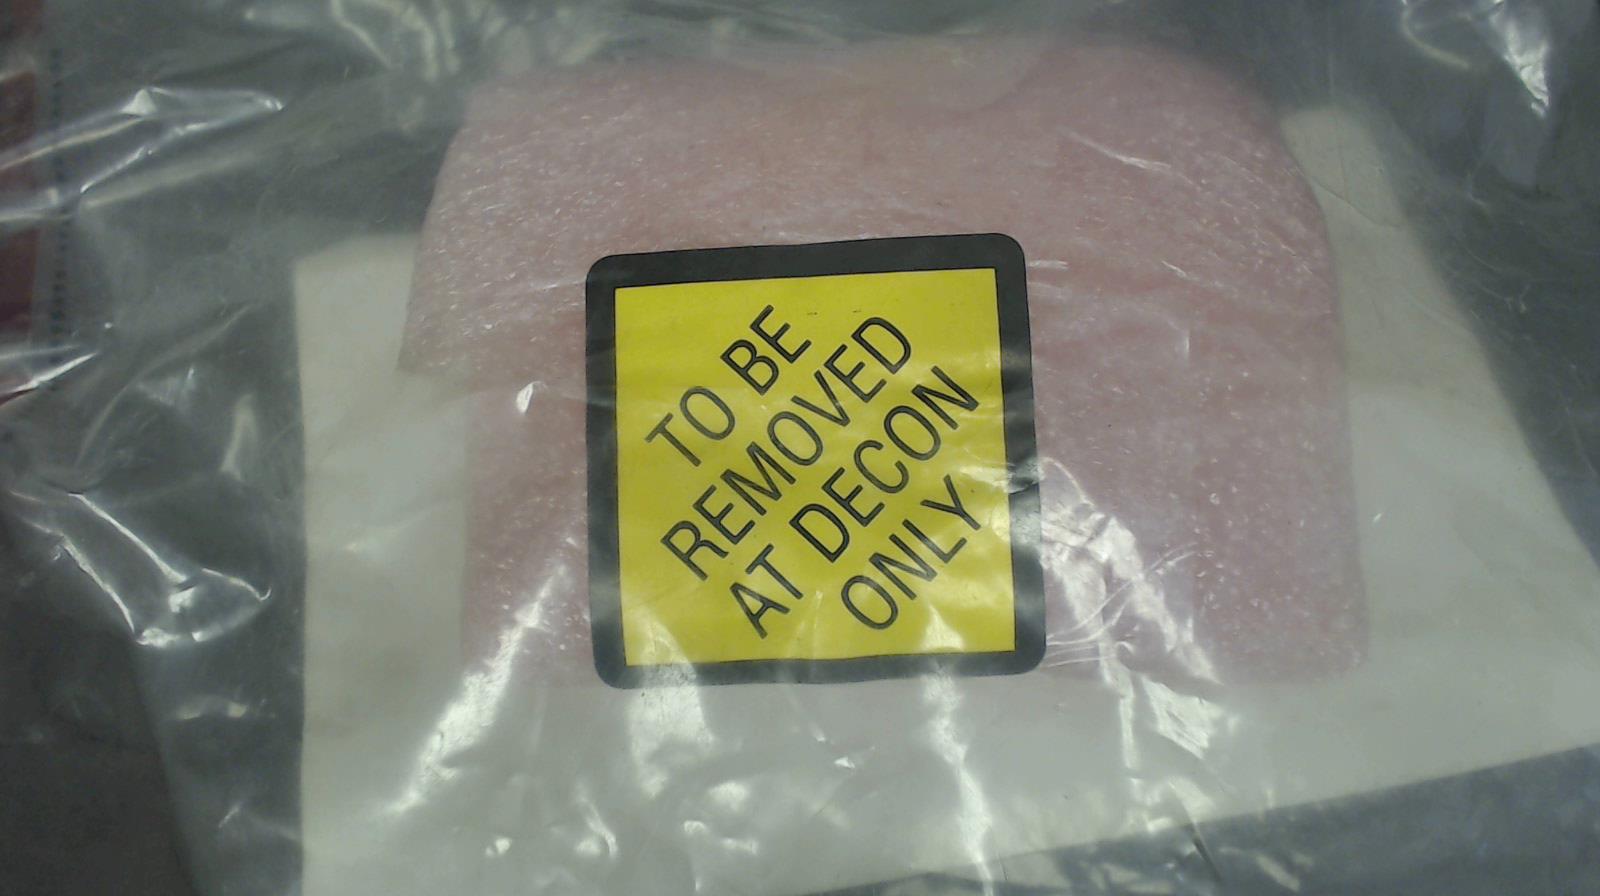 TO BE
REMOVED
AT DECON
ONLY